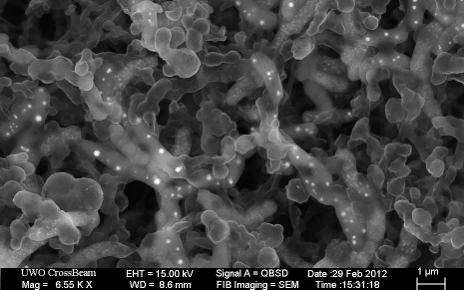 UWO CrossBeam EHT = 15.00 kV Signal A = QBSD Date :29 Feb 2012 1 µm
Mag = 6.55 K X WD = 8.6 mm FIB Imaging = SEM Time :15:31:18